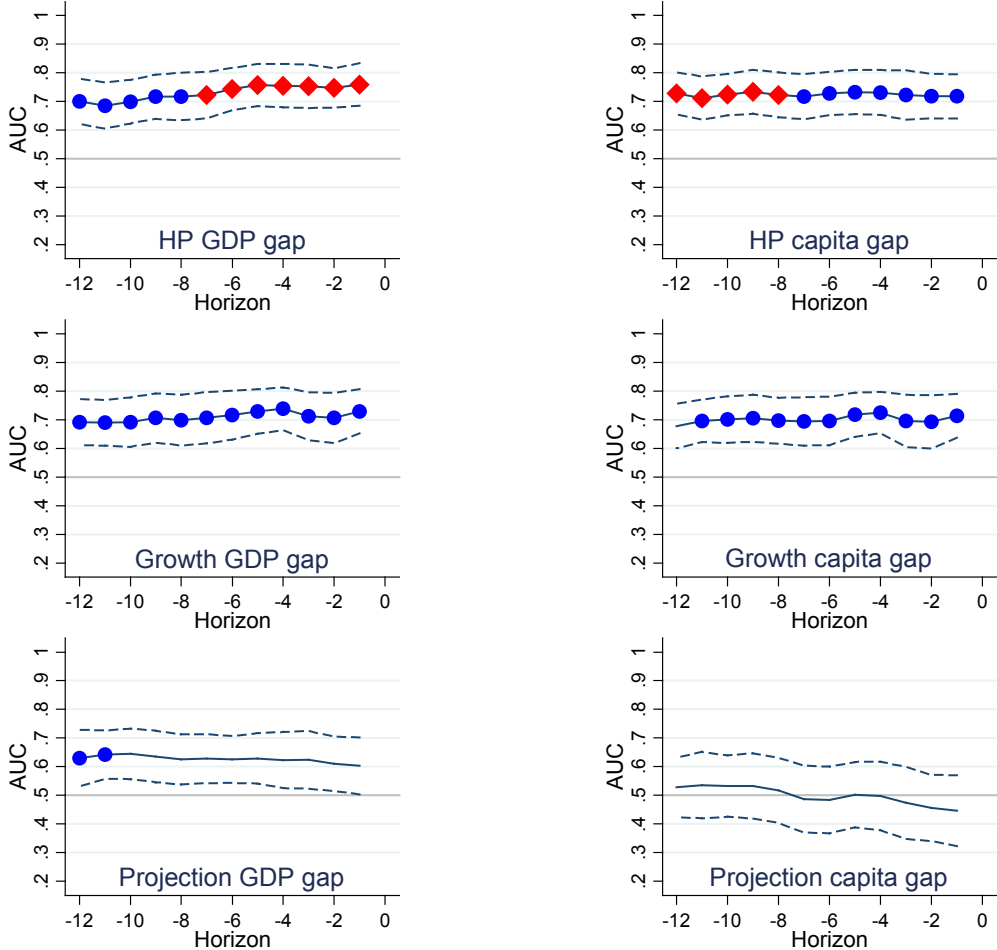 1
.9
.8
.7
.6
.5
.4
.3
.2
AUC
HP GDP gap
-12 -10 -8 -6 -4 -2 0
Horizon
1
.9
.8
.7
.6
.5
.4
.3
.2
AUC
HP capita gap
-12 -10 -8 -6 -4 -2 0
Horizon
1
.9
.8
.7
.6
.5
.4
.3
.2
AUC
Growth GDP gap
-12 -10 -8 -6 -4 -2 0
Horizon
1
.9
.8
.7
.6
.5
.4
.3
.2
AUC
Growth capita gap
-12 -10 -8 -6 -4 -2 0
Horizon
1
.9
.8
.7
.6
.5
.4
.3
.2
AUC
Projection GDP gap
-12 -10 -8 -6 -4 -2 0
Horizon
1
.9
.8
.7
.6
.5
.4
.3
.2
AUC
Projection capita gap
-12 -10 -8 -6 -4 -2 0
Horizon